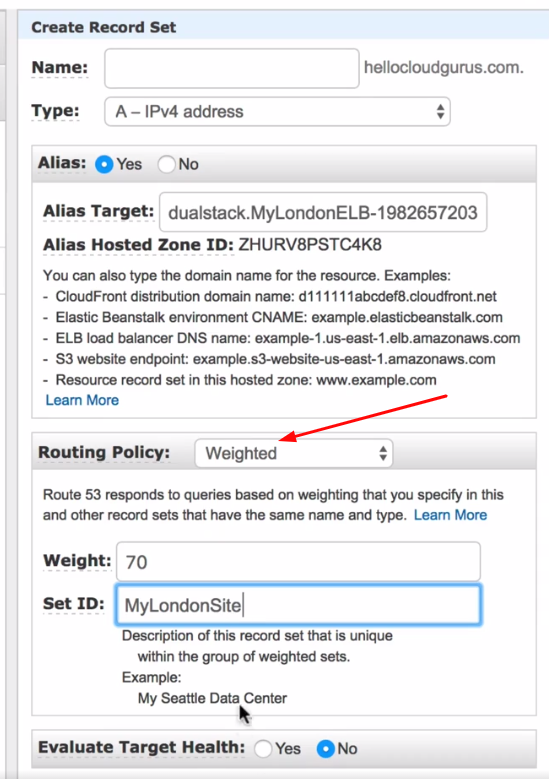 Create Record Set
Name: hellocloudgurus.com.
Type: A – IPv4 address
Alias: Yes No
Alias Target: dualstack.MyLondonELB-1982657203
Alias Hosted Zone ID: ZHURV8PSTC4K8
You can also type the domain name for the resource. Examples:
- CloudFront distribution domain name: d111111abcdef8.cloudfront.net
- Elastic Beanstalk environment CNAME: example.elasticbeanstalk.com
- ELB load balancer DNS name: example-1.us-east-1.elb.amazonaws.com
- S3 website endpoint: example.s3-website-us-east-1.amazonaws.com
- Resource record set in this hosted zone: www.example.com
Learn More
Routing Policy: Weighted
Route 53 responds to queries based on weighting that you specify in this
and other record sets that have the same name and type. Learn More
Weight: 70
Set ID: MyLondonSite
Description of this record set that is unique
within the group of weighted sets.
Example:
My Seattle Data Center
Evaluate Target Health: Yes No